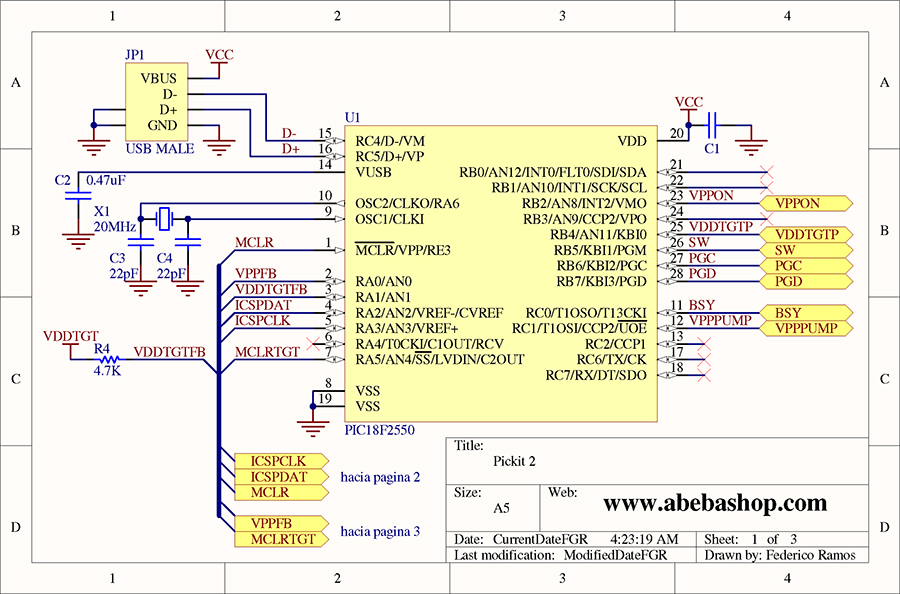 1 2 3 4
A A
B B
C C
D D
JP1
VCC
VBUS
D-
D+
GND
USB MALE
D- 15
D+ 16
14
C2 0.47uF
X1
20MHz
C3 C4
22pF 22pF
10
9
MCLR 1
VPPFB 2
VDDTGTFB 3
ICSPDAT 4
ICSPCLK 5
6
MCLRTGT 7
8
19
VDDTGT
R4
4.7K
VDDTGTFB
U1
RC4/D-/VM
RC5/D+/VP
VUSB
OSC2/CLKO/RA6
OSC1/CLKI
MCLR/VPP/RE3
RA0/AN0
RA1/AN1
RA2/AN2/VREF-/CVREF
RA3/AN3/VREF+
RA4/T0CKI/C1OUT/RCV
RA5/AN4/SS/LVDIN/C2OUT
VSS
VSS
PIC18F2550
VDD 20
VCC
C1
RB0/AN12/INT0/FLT0/SDI/SDA 21
RB1/AN10/INT1/SCK/SCL 22
RB2/AN8/INT2/VMO 23 VPPON VPPON
RB3/AN9/CCP2/VPO 24
RB4/AN11/KBI0 25 VDDTGTP VDDTGTP
RB5/KBI1/PGM 26 SW SW
RB6/KBI2/PGC 27 PGC PGC
RB7/KBI3/PGD 28 PGD PGD
RC0/T1OSO/T13CKI 11 BSY BSY
RC1/T1OSI/CCP2/UOE 12 VPPPUMP VPPPUMP
RC2/CCP1 13
RC6/TX/CK 17
RC7/RX/DT/SDO 18
ICSPCLK
ICSPDAT
MCLR
hacia pagina 2
VPPFB
MCLRTGT
hacia pagina 3
Title:
Pickit 2
Size:
A5
Web:
www.abebashop.com
Date: CurrentDateFGR 4:23:19 AM
Sheet: 1 of 3
Last modification: ModifiedDateFGR
Drawn by: Federico Ramos
1 2 3 4